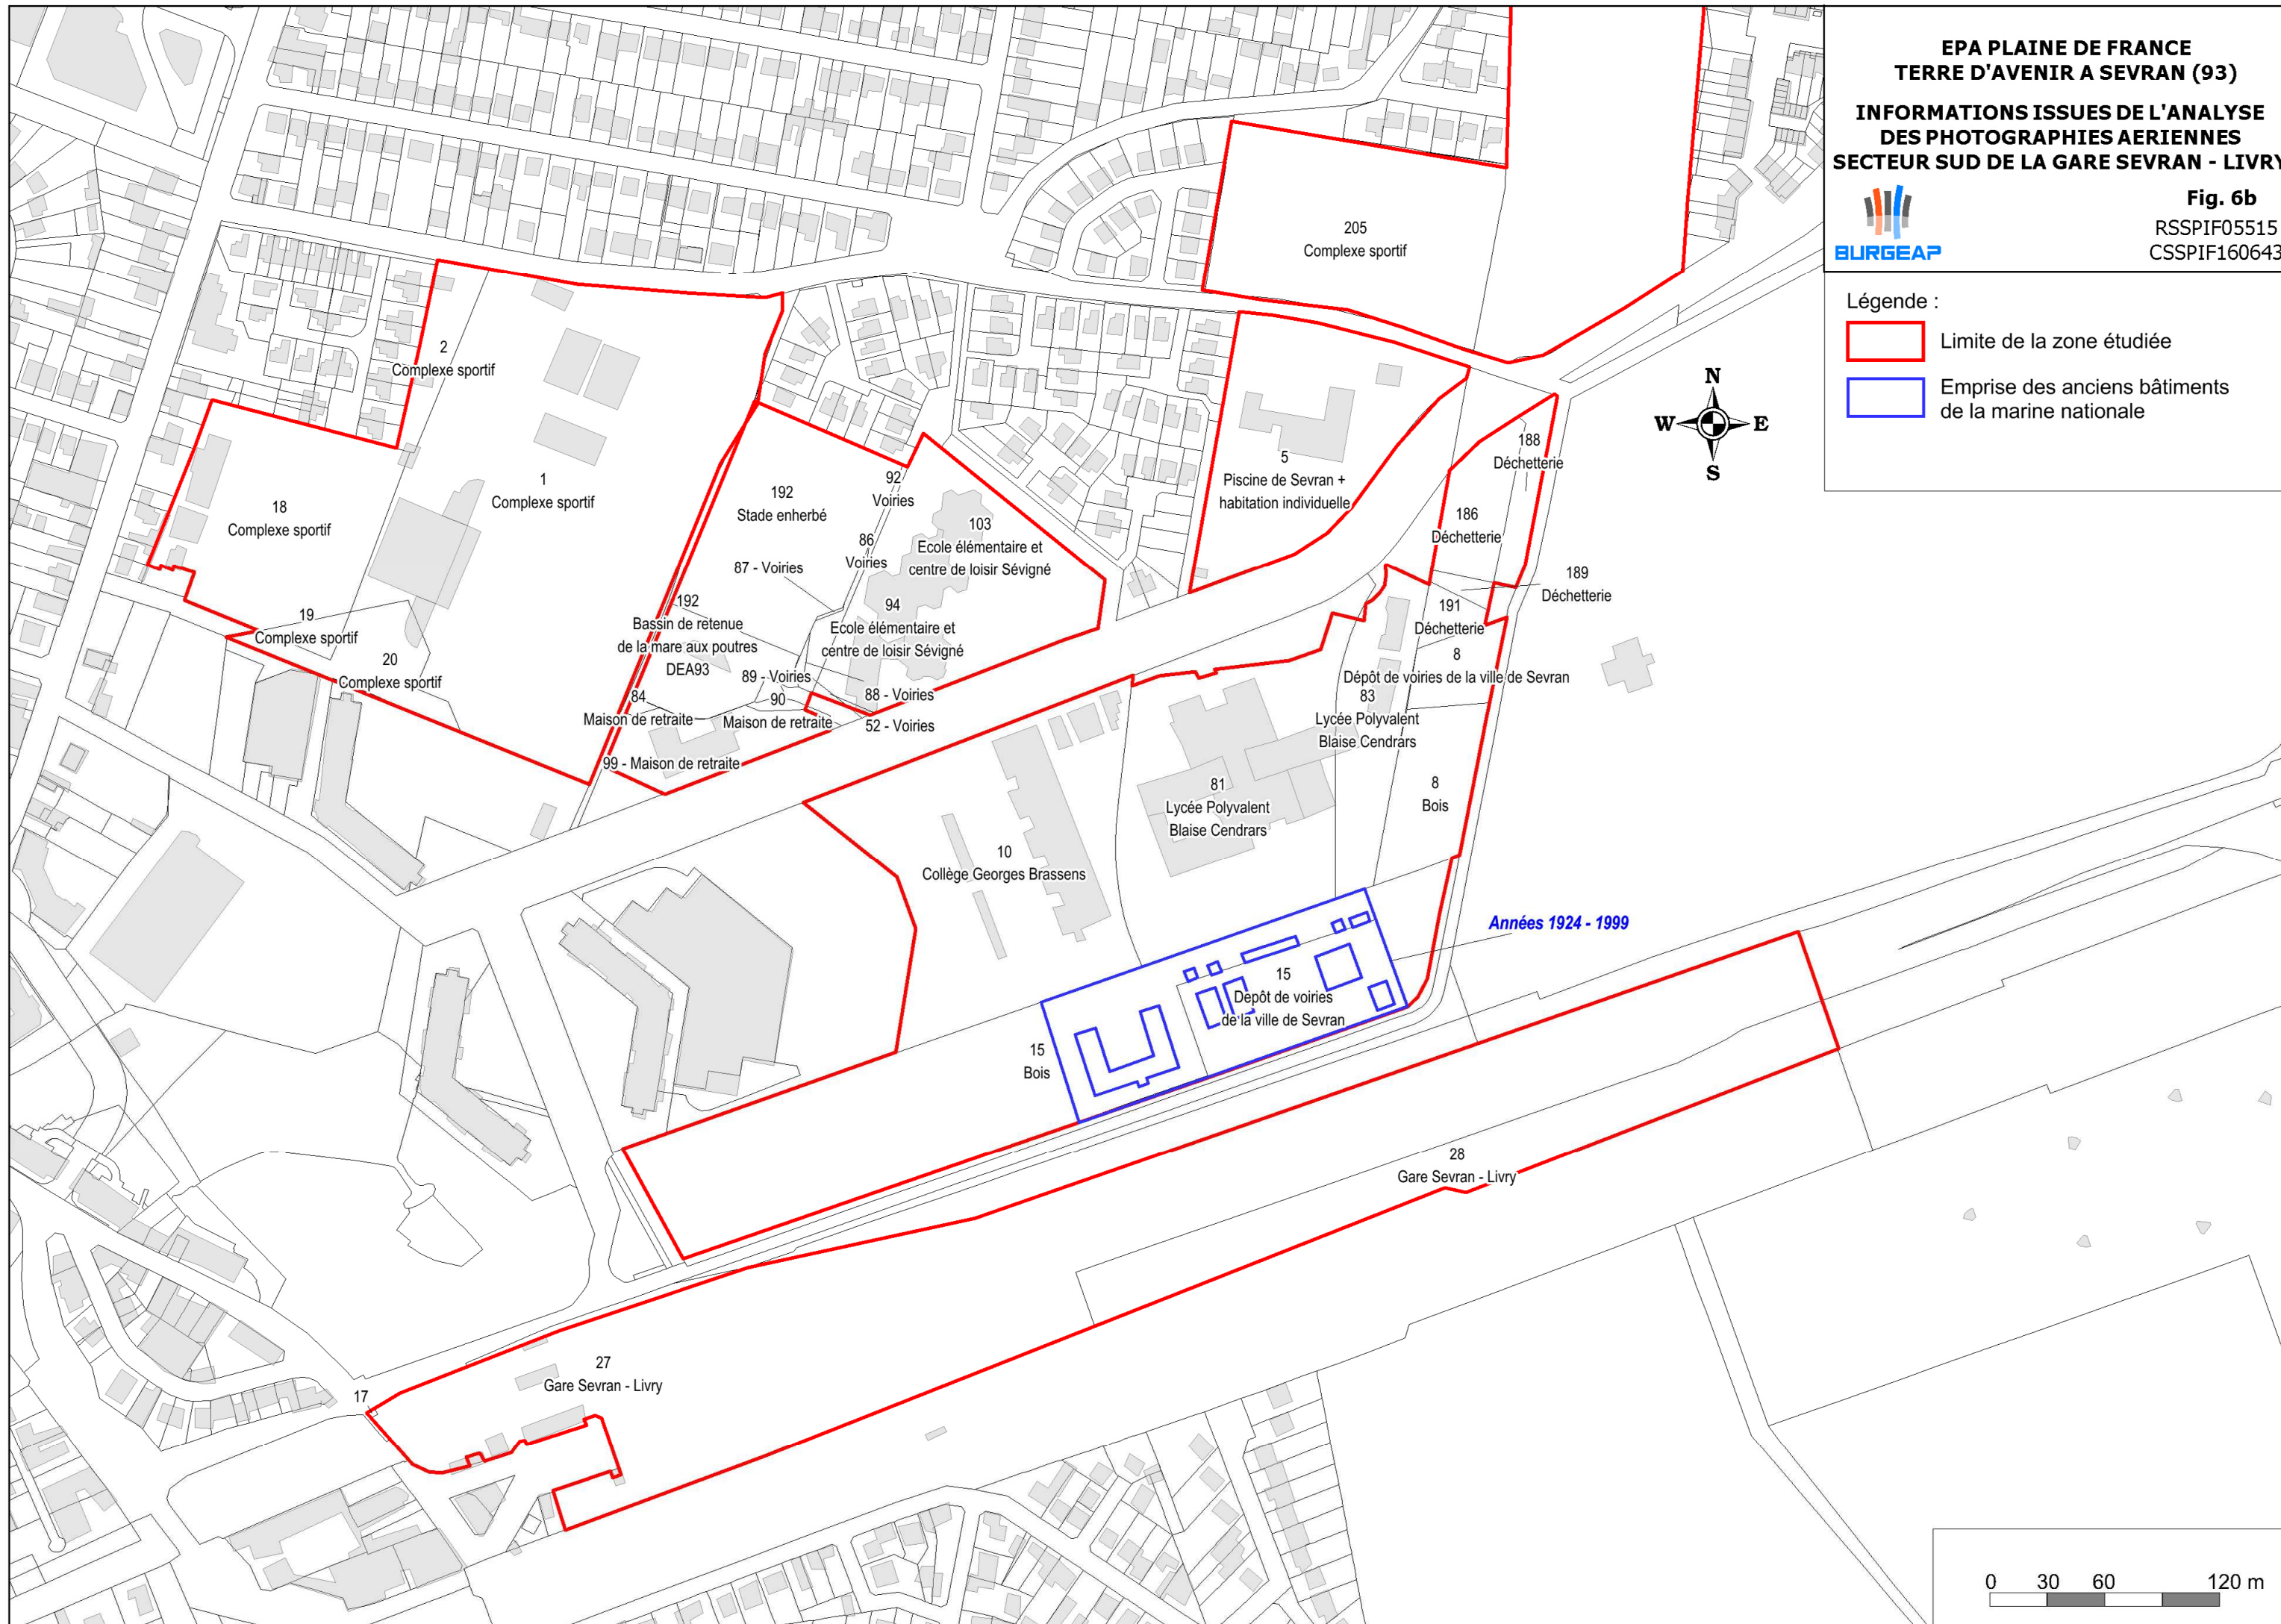 EPA PLAINE DE FRANCE
TERRE D'AVENIR A SEVRAN (93)
INFORMATIONS ISSUES DE L'ANALYSE
DES PHOTOGRAPHIES AERIENNES
SECTEUR SUD DE LA GARE SEVRAN - LIVRY
Fig. 6b
RSSPIF05515
CSSPIF160643
BURGEAP
Légende :
Limite de la zone étudiée
Emprise des anciens bâtiments
de la marine nationale
N
W
E
S
205
Complexe sportif
2
Complexe sportif
1
Complexe sportif
18
Complexe sportif
19
Complexe sportif
20
Complexe sportif
192
Stade enherbé
92
Voiries
86
Voiries
87 - Voiries
103
Ecole élémentaire et
centre de loisir Sévigné
94
Ecole élémentaire et
centre de loisir Sévigné
192
Bassin de retenue
de la mare aux poutres
DEA93
89 - Voiries
88 - Voiries
84
Maison de retraite
90
Maison de retraite
52 - Voiries
99 - Maison de retraite
5
Piscine de Sevran +
habitation individuelle
188
Déchetterie
186
Déchetterie
189
Déchetterie
191
Déchetterie
8
Dépôt de voiries de la ville de Sevran
83
Lycée Polyvalent
Blaise Cendrars
81
Lycée Polyvalent
Blaise Cendrars
8
Bois
10
Collège Georges Brassens
Années 1924 - 1999
15
Depôt de voiries
de la ville de Sevran
15
Bois
28
Gare Sevran - Livry
27
Gare Sevran - Livry
17
0 30 60 120 m